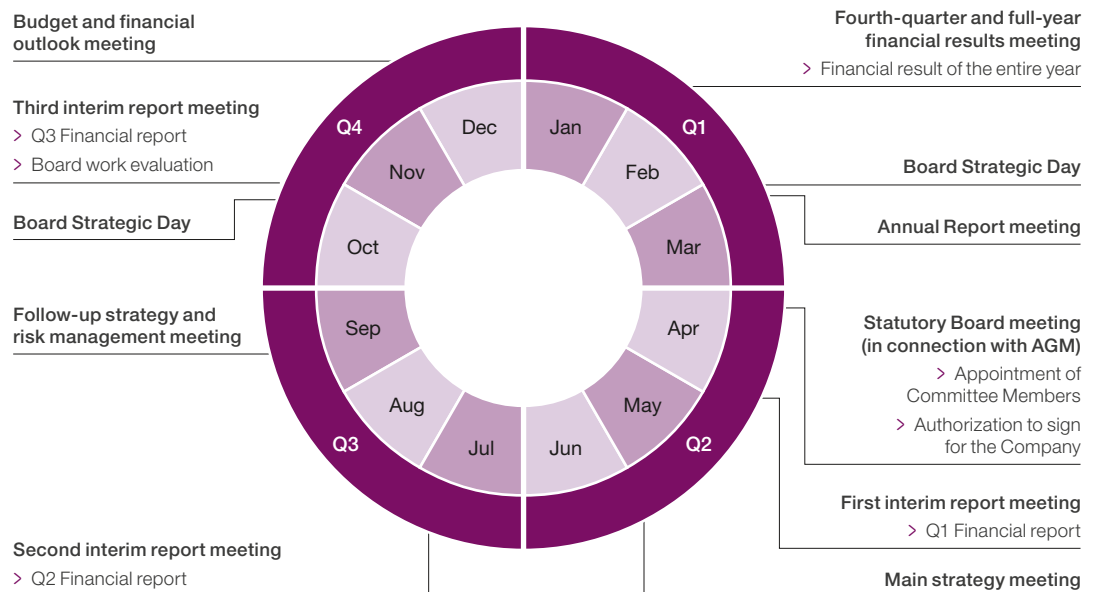 Budget and financial
outlook meeting
Third interim report meeting
> Q3 Financial report
> Board work evaluation
Board Strategic Day
Follow-up strategy and
risk management meeting
Second interim report meeting
> Q2 Financial report
Q4
Q1
Q3
Q2
Dec
Jan
Nov
Feb
Oct
Mar
Sep
Apr
Aug
May
Jul
Jun
Fourth-quarter and full-year
financial results meeting
> Financial result of the entire year
Board Strategic Day
Annual Report meeting
Statutory Board meeting
(in connection with AGM)
> Appointment of
Committee Members
> Authorization to sign
for the Company
First interim report meeting
> Q1 Financial report
Main strategy meeting